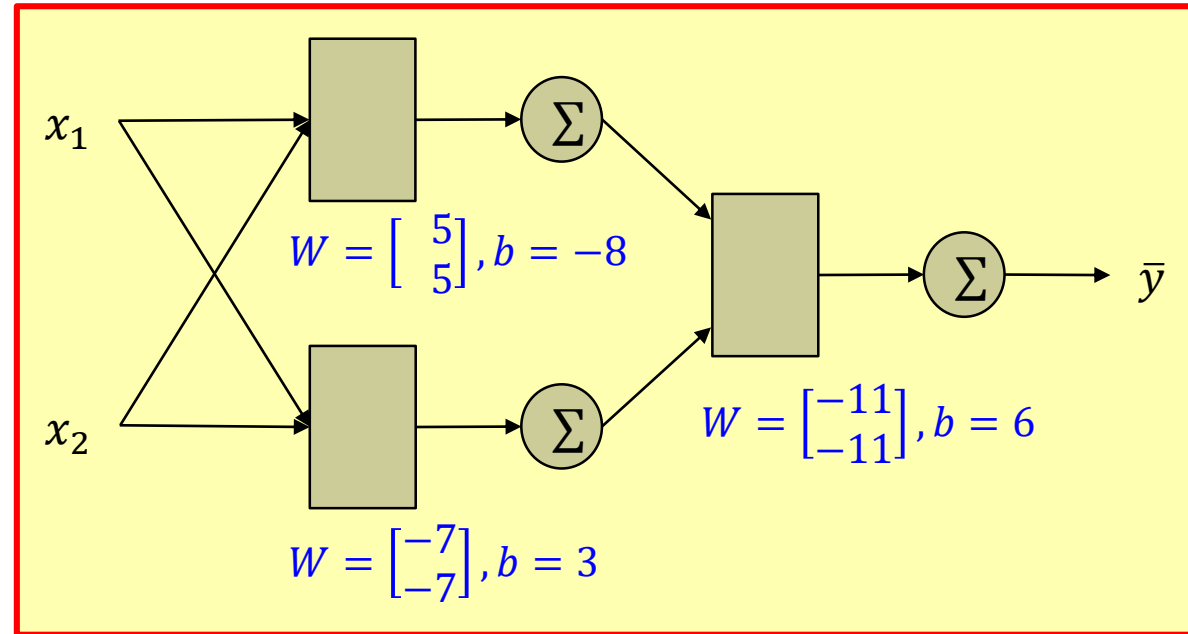 x₁
Σ
W = [5 5], b = −8
Σ
ȳ
x₂
Σ
W = [−11 −11], b = 6
W = [−7 −7], b = 3